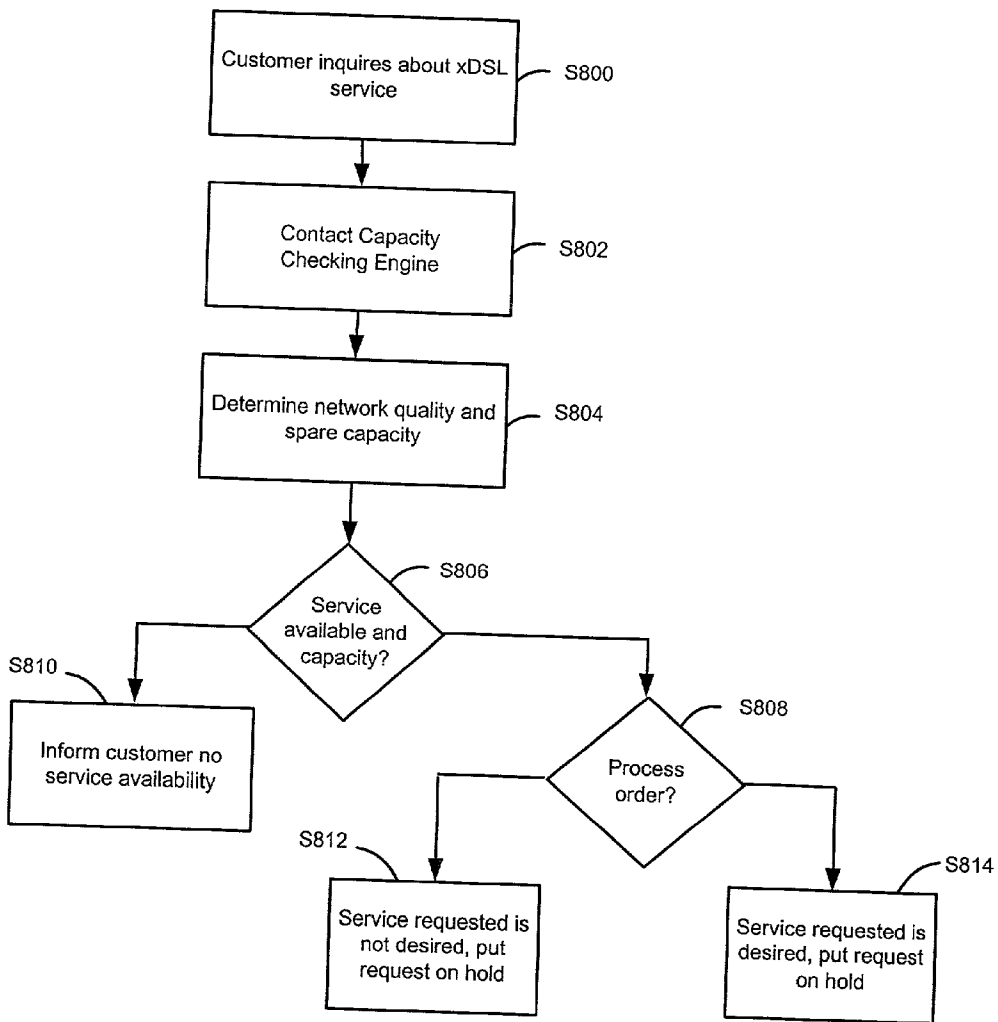 Customer inquires about xDSL
service
S800
Contact Capacity
Checking Engine
S802
Determine network quality and
spare capacity
S804
S806
Service
available and
capacity?
S810
Inform customer no
service availability
S808
Process
order?
S812
Service requested is
not desired, put
request on hold
S814
Service requested is
desired, put request
on hold